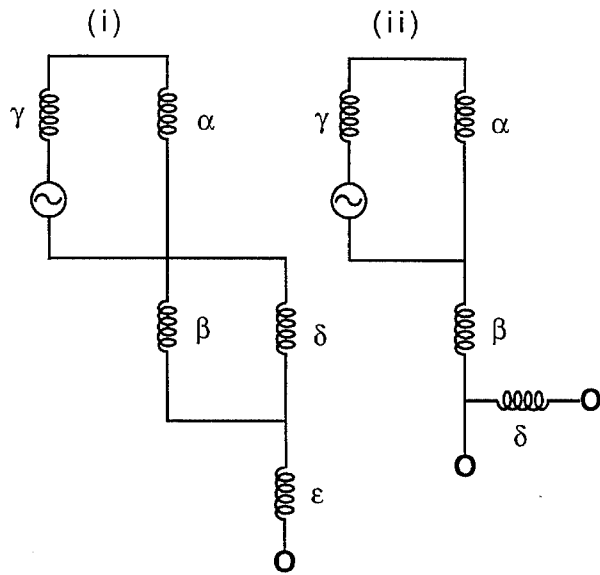 (i) (ii)
γ α γ α
β δ β
δ
ε